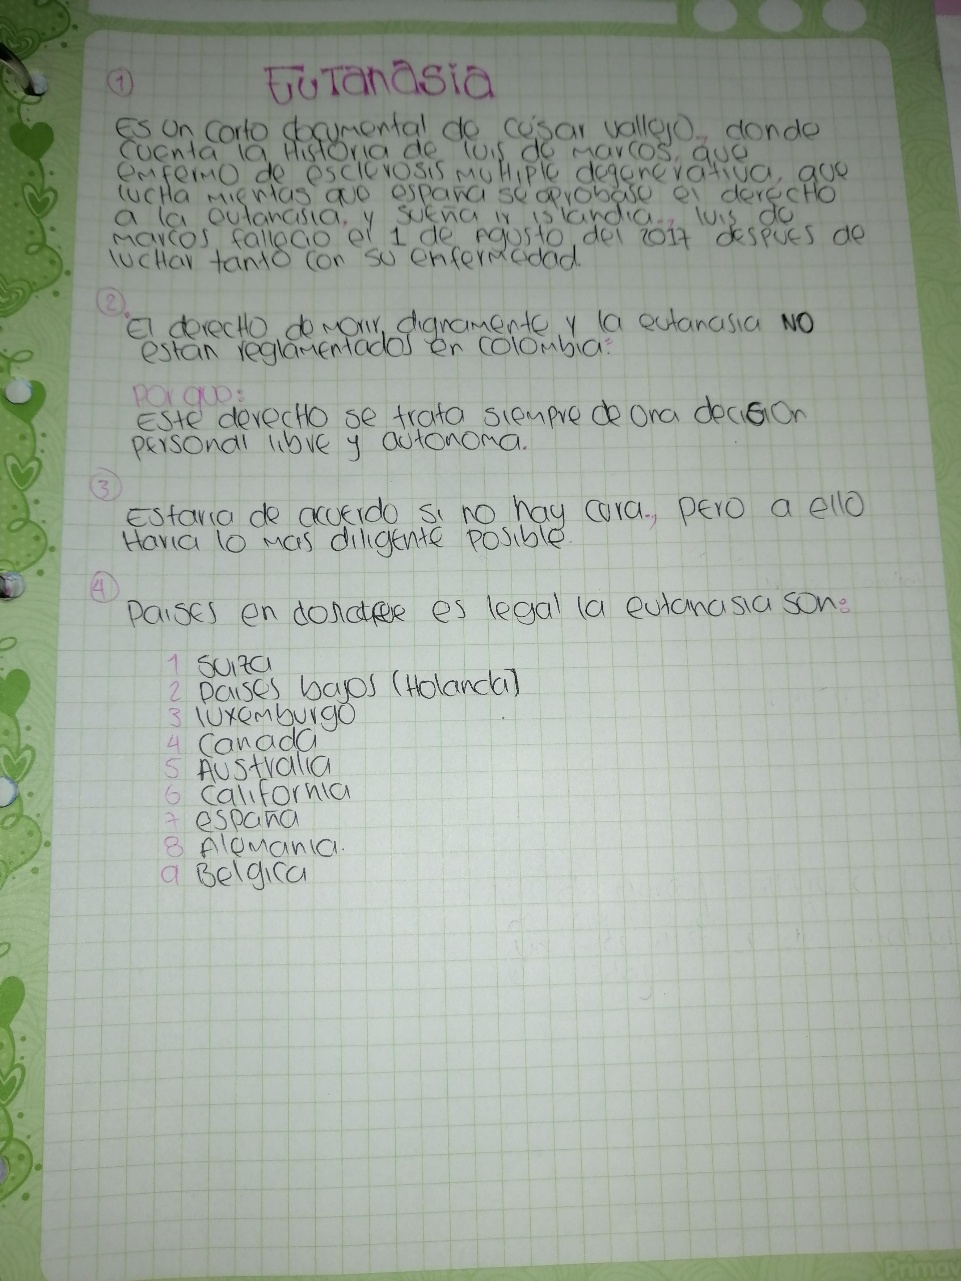 1 Eutanasia
Es un corto documental de césar vallejo, donde
cuenta la Historia de luis de Marcos, que
enfermo de esclerosis multiple degenerativa, que
lucha mientas que españa se aprobase el derecho
a la eutanasia, y sueña ir islandia., luis de
marcos fallecio el 1 de Agosto del 2017 despues de
luchar tanto con su enfermedad.
2.
El derecho de morir dignamente y la eutanasia NO
estan reglamentados en colombia:
Por que:
Este derecho se trata siempre de una decision
personal libre y autonoma.
3
Estaria de acuerdo si no hay cura., pero a ello
Haria lo mas diligente posible.
4
Paises en donde es legal la eutanasia son:
1 Suiza
2 Paises bajos (Holanda)
3 luxemburgo
4 Canada
5 Australia
6 California
7 españa
8 Alemania.
9 Belgica
Primav